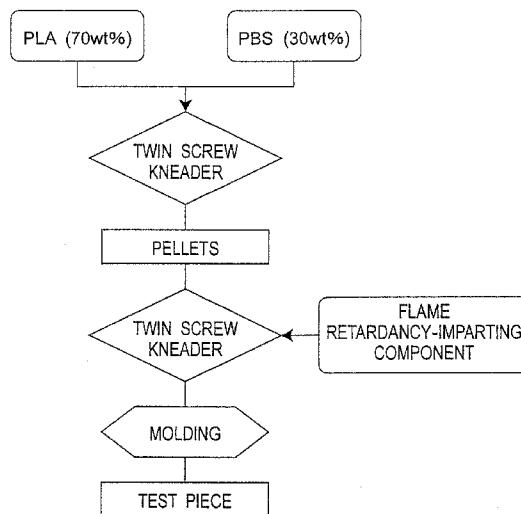 PLA (70wt%)
PBS (30wt%)
TWIN SCREW
KNEADER
PELLETS
TWIN SCREW
KNEADER
FLAME
RETARDANCY-IMPARTING
COMPONENT
MOLDING
TEST PIECE